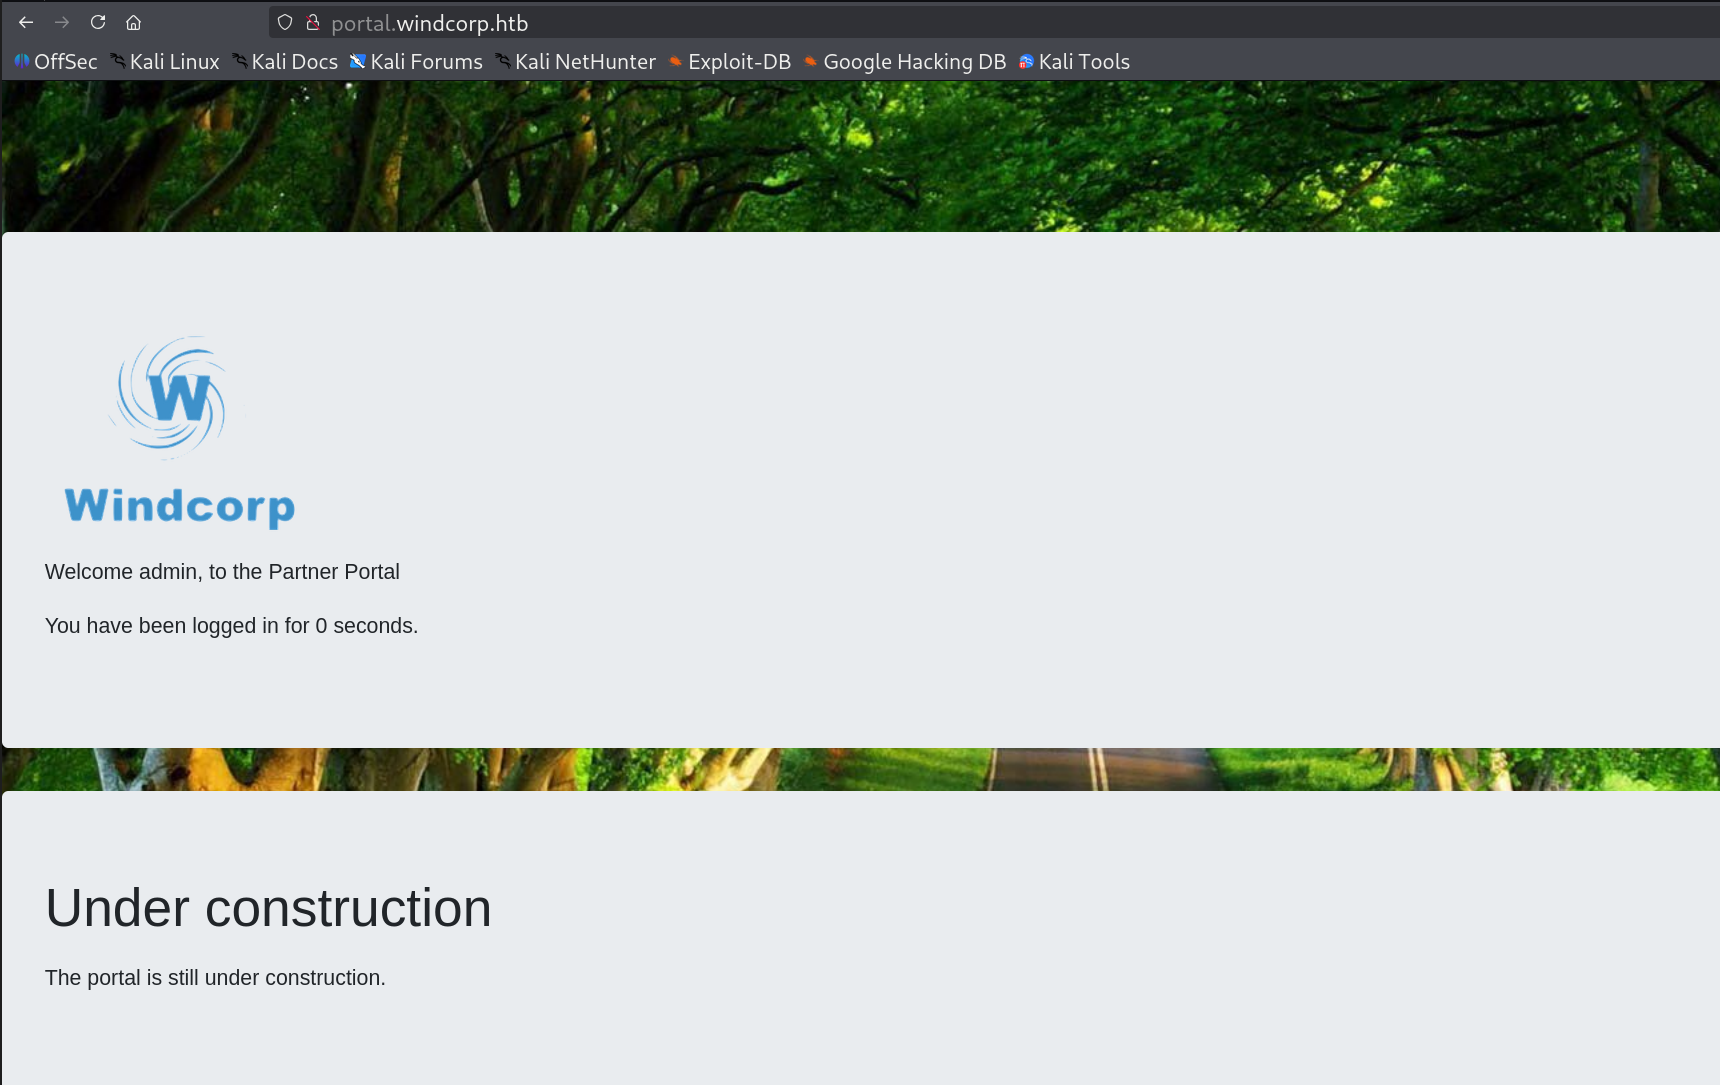 portal.windcorp.htb
OffSec Kali Linux Kali Docs Kali Forums Kali NetHunter Exploit-DB Google Hacking DB Kali Tools
W
Windcorp
Welcome admin, to the Partner Portal
You have been logged in for 0 seconds.
Under construction
The portal is still under construction.